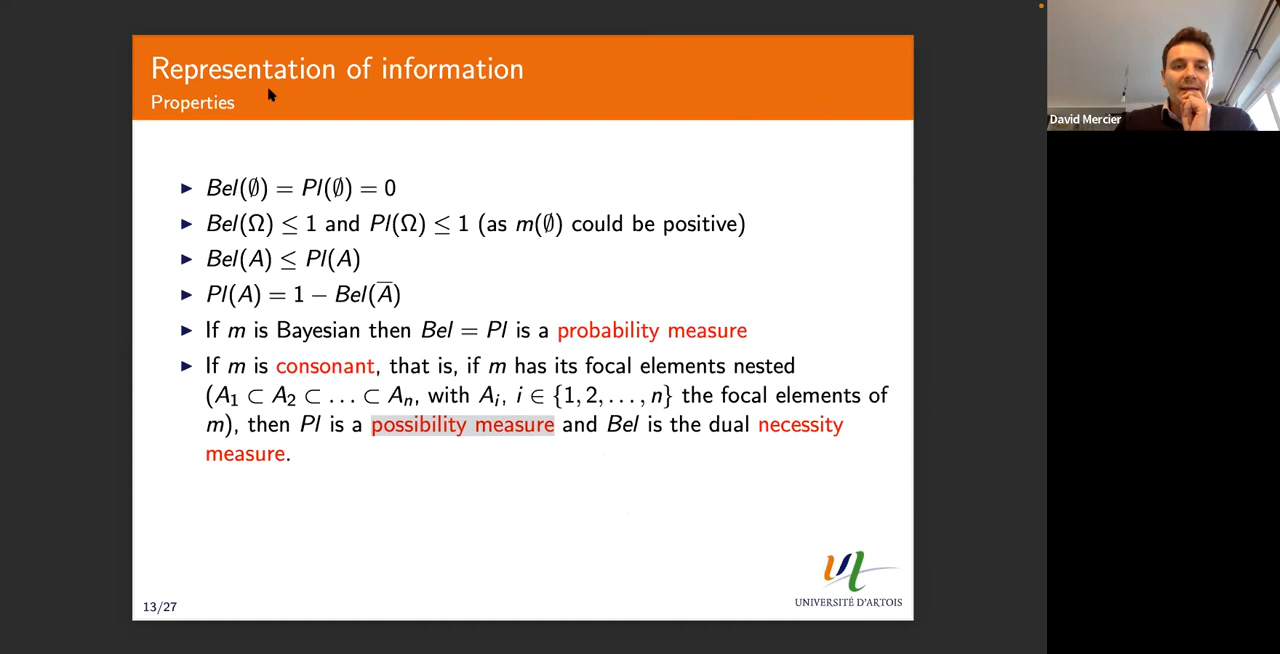 Representation of information
Properties
David Mercier
▶ Bel(∅) = Pl(∅) = 0
▶ Bel(Ω) ≤ 1 and Pl(Ω) ≤ 1 (as m(∅) could be positive)
▶ Bel(A) ≤ Pl(A)
▶ Pl(A) = 1 − Bel(A̅)
▶ If m is Bayesian then Bel = Pl is a probability measure
▶ If m is consonant, that is, if m has its focal elements nested
(A₁ ⊂ A₂ ⊂ . . . ⊂ Aₙ, with Aᵢ, i ∈ {1, 2, . . . , n} the focal elements of
m), then Pl is a possibility measure and Bel is the dual necessity
measure.
UNIVERSITÉ D'ARTOIS
13/27